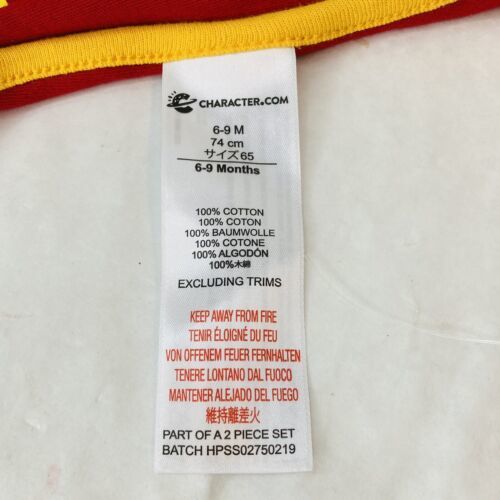 CHARACTER.COM
6-9 M
74 cm
サイズ65
6-9 Months
100% COTTON
100% COTON
100% BAUMWOLLE
100% COTONE
100% ALGODÓN
100%木綿
EXCLUDING TRIMS
KEEP AWAY FROM FIRE
TENIR ÉLOIGNÉ DU FEU
VON OFFENEM FEUER FERNHALTEN
TENERE LONTANO DAL FUOCO
MANTENER ALEJADO DEL FUEGO
維持離差火
PART OF A 2 PIECE SET
BATCH HPSS02750219